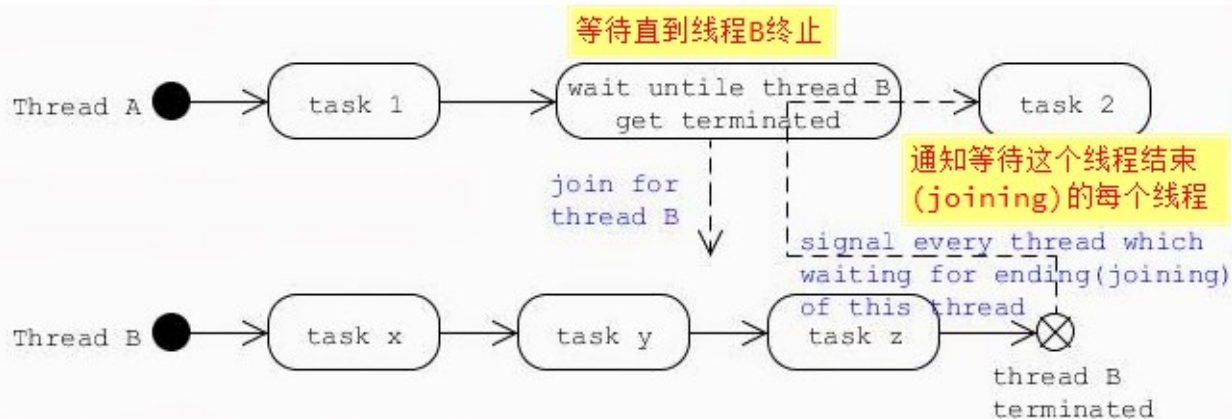 等待直到线程B终止
Thread A
task 1
wait untile thread B
get terminated
task 2
通知等待这个线程结束
(joining)的每个线程
join for
thread B
signal every thread which
waiting for ending(joining)
of this thread
Thread B
task x
task y
task z
thread B
terminated